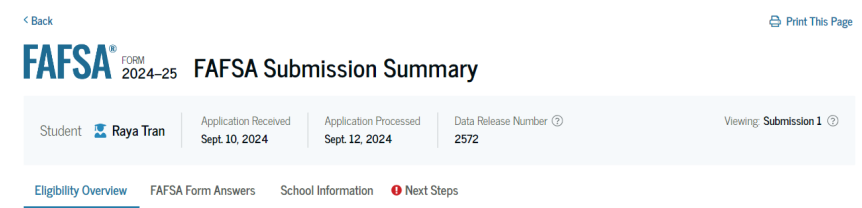 < Back
Print This Page
FAFSA® FORM 2024–25 FAFSA Submission Summary
Student Raya Tran
Application Received
Sept. 10, 2024
Application Processed
Sept. 12, 2024
Data Release Number ?
2572
Viewing: Submission 1 ?
Eligibility Overview FAFSA Form Answers School Information ! Next Steps